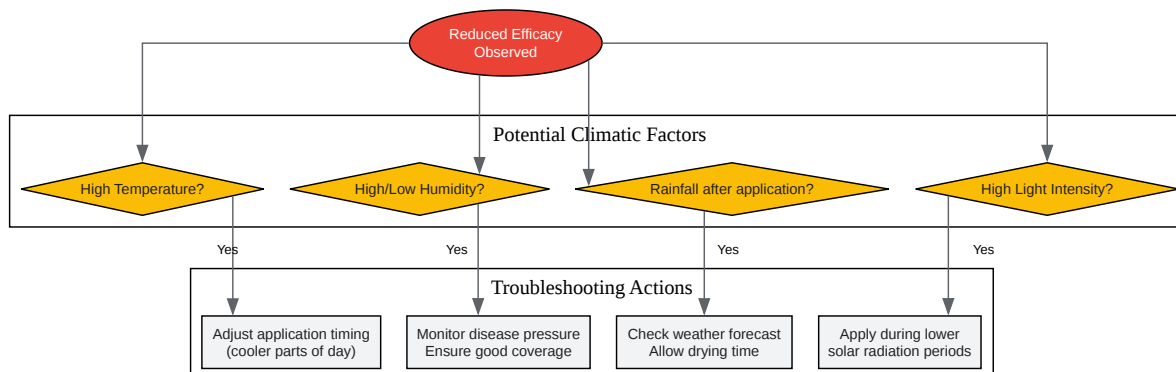 Reduced Efficacy
Observed
Potential Climatic Factors
High Temperature?
High/Low Humidity?
Rainfall after application?
High Light Intensity?
Yes
Yes
Yes
Yes
Troubleshooting Actions
Adjust application timing
(cooler parts of day)
Monitor disease pressure
Ensure good coverage
Check weather forecast
Allow drying time
Apply during lower
solar radiation periods